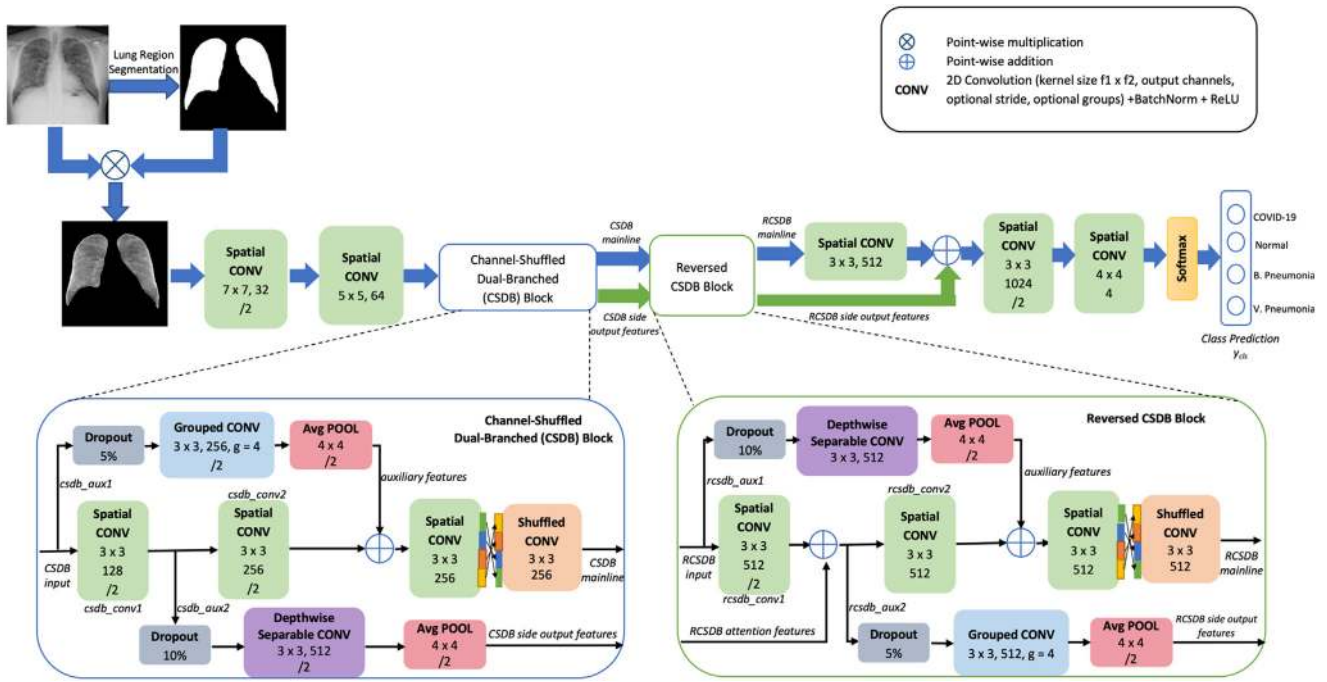 Lung Region
Segmentation
Point-wise multiplication
Point-wise addition
CONV
2D Convolution (kernel size f1 x f2, output channels,
optional stride, optional groups) +BatchNorm + ReLU
Spatial
CONV
7 x 7, 32
/2
Spatial
CONV
5 x 5, 64
Channel-Shuffled
Dual-Branched
(CSDB) Block
CSDB
mainline
CSDB side
output features
Reversed
CSDB Block
RCSDB
mainline
RCSDB side output features
Spatial CONV
3 x 3, 512
Spatial
CONV
3 x 3
1024
/2
Spatial
CONV
4 x 4
4
Softmax
COVID-19
Normal
B. Pneumonia
V. Pneumonia
Class Prediction
ycls
Channel-Shuffled
Dual-Branched (CSDB) Block
Dropout
5%
Grouped CONV
3 x 3, 256, g = 4
/2
Avg POOL
4 x 4
/2
csdb_aux1
auxiliary features
CSDB
input
Spatial
CONV
3 x 3
128
/2
csdb_conv1
csdb_conv2
Spatial
CONV
3 x 3
256
/2
Spatial
CONV
3 x 3
256
Shuffled
CONV
3 x 3
256
CSDB
mainline
csdb_aux2
Dropout
10%
Depthwise
Separable CONV
3 x 3, 512
/2
Avg POOL
4 x 4
/2
CSDB side output features
Reversed CSDB Block
Dropout
10%
Depthwise
Separable CONV
3 x 3, 512
Avg POOL
4 x 4
/2
rcsdb_aux1
auxiliary features
RCSDB
input
Spatial
CONV
3 x 3
512
/2
rcsdb_conv1
rcsdb_conv2
Spatial
CONV
3 x 3
512
Spatial
CONV
3 x 3
512
Shuffled
CONV
3 x 3
512
RCSDB
mainline
RCSDB attention features
rcsdb_aux2
Dropout
5%
Grouped CONV
3 x 3, 512, g = 4
Avg POOL
4 x 4
/2
RCSDB side output
features